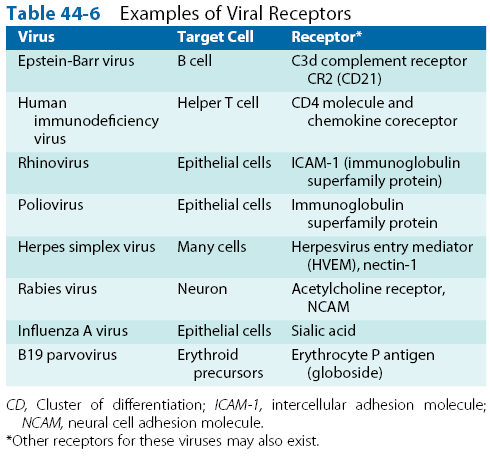 Table 44-6 Examples of Viral Receptors
Virus Target Cell Receptor*
Epstein-Barr virus B cell C3d complement receptor
CR2 (CD21)
Human Helper T cell CD4 molecule and
immunodeficiency chemokine coreceptor
virus
Rhinovirus Epithelial cells ICAM-1 (immunoglobulin
superfamily protein)
Poliovirus Epithelial cells Immunoglobulin
superfamily protein
Herpes simplex virus Many cells Herpesvirus entry mediator
(HVEM), nectin-1
Rabies virus Neuron Acetylcholine receptor,
NCAM
Influenza A virus Epithelial cells Sialic acid
B19 parvovirus Erythroid Erythrocyte P antigen
precursors (globoside)
CD, Cluster of differentiation; ICAM-1, intercellular adhesion molecule;
NCAM, neural cell adhesion molecule.
*Other receptors for these viruses may also exist.